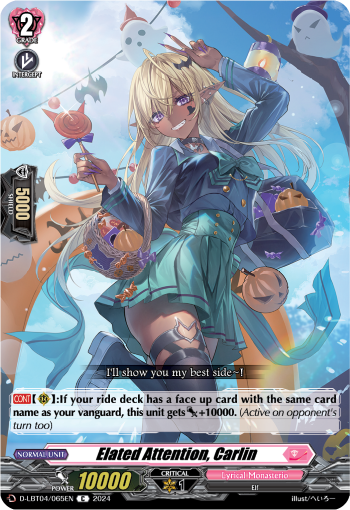 2
GRADE
INTERCEPT
5000
SHIELD
I'll show you my best side~!
CONT【】:If your ride deck has a face up card with the same card
name as your vanguard, this unit gets +10000. (Active on opponent's
turn too)
NORMAL UNIT
Elated Attention, Carlin
Lyrical Monasterio
POWER 10000
CRITICAL
1
Elf
D-LBT04/065EN C 2024
illust/へいろー